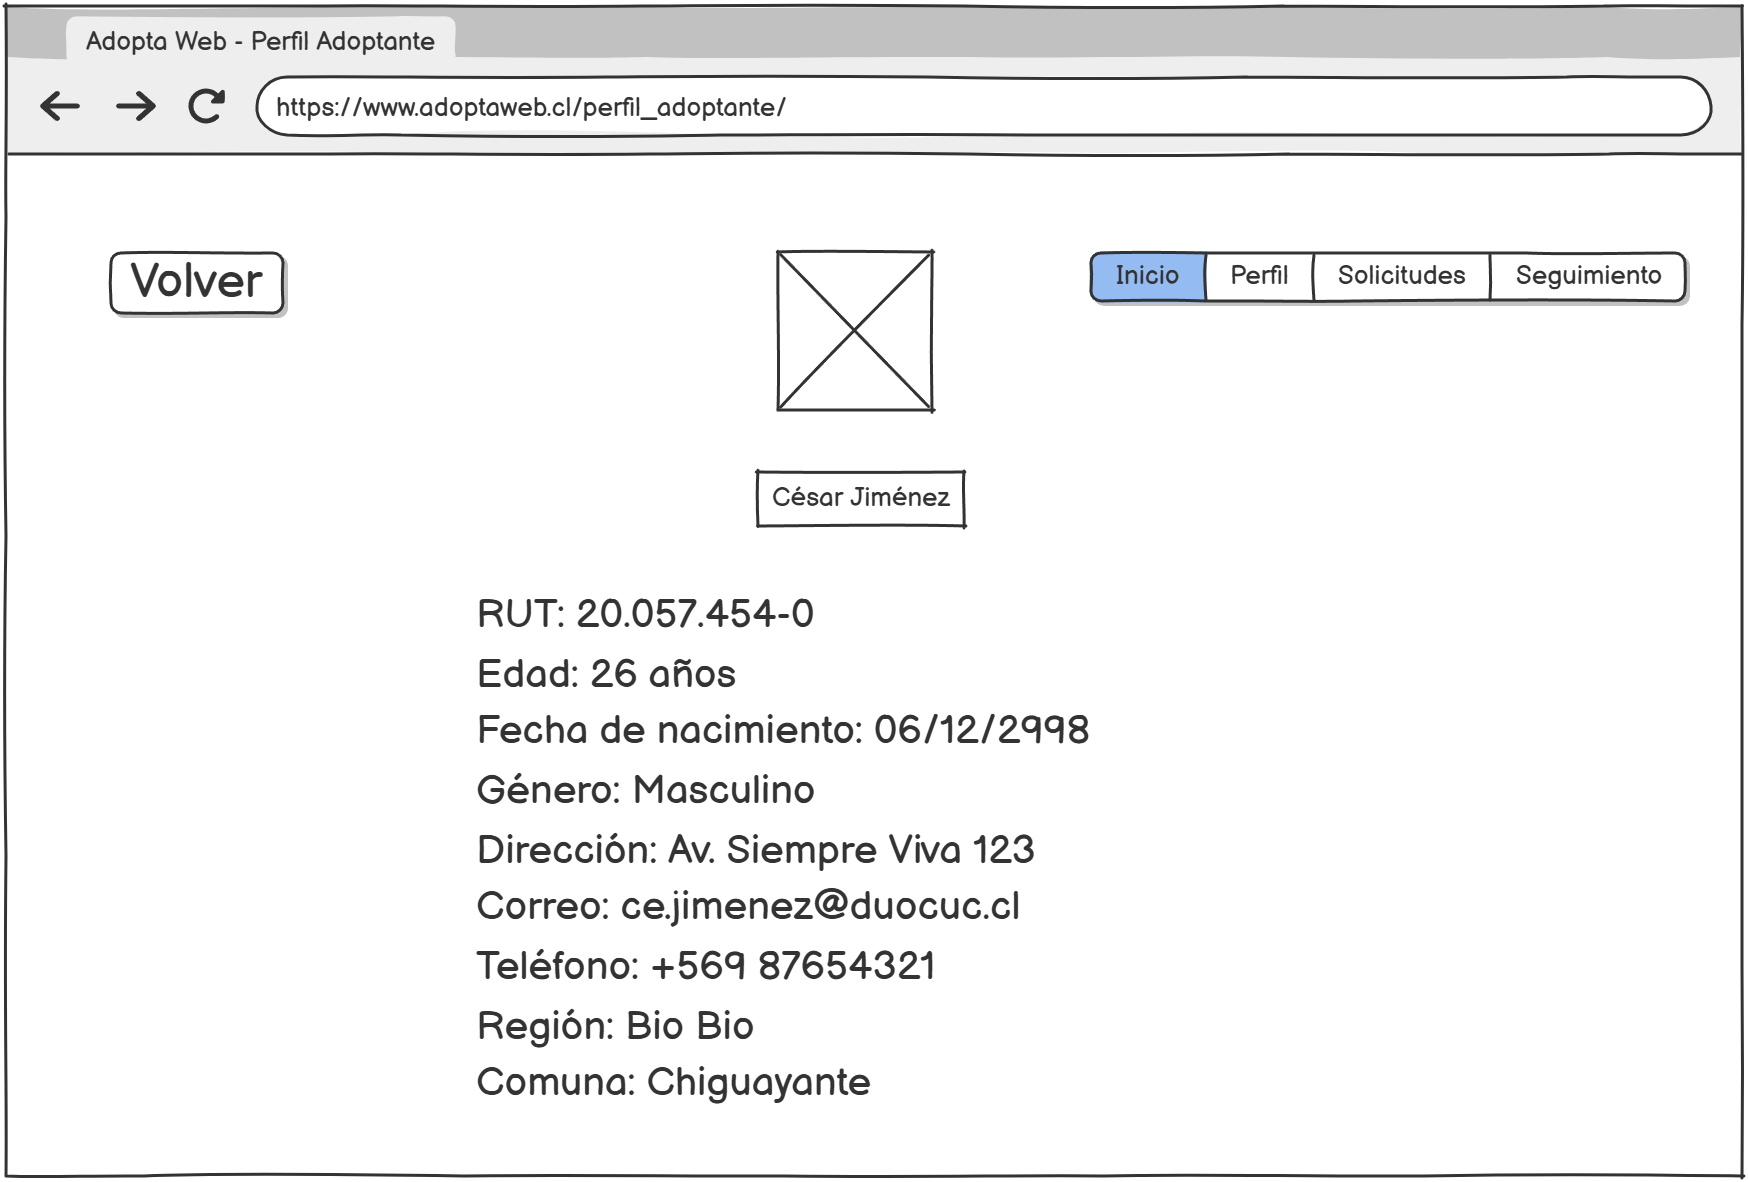 Adopta Web - Perfil Adoptante
https://www.adoptaweb.cl/perfil_adoptante/
Volver
Inicio Perfil Solicitudes Seguimiento
César Jiménez
RUT: 20.057.454-0
Edad: 26 años
Fecha de nacimiento: 06/12/2998
Género: Masculino
Dirección: Av. Siempre Viva 123
Correo: ce.jimenez@duocuc.cl
Teléfono: +569 87654321
Región: Bio Bio
Comuna: Chiguayante